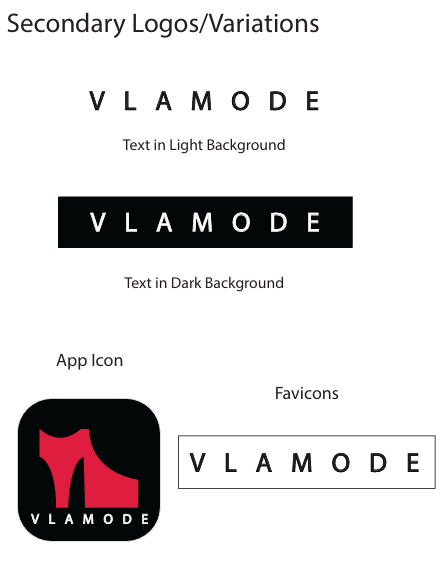 Secondary Logos/Variations
V L A M O D E
Text in Light Background
V L A M O D E
Text in Dark Background
App Icon
Favicons
V L A M O D E
V L A M O D E